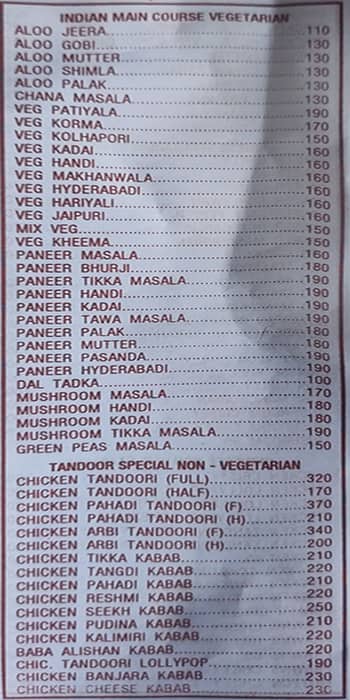 INDIAN MAIN COURSE VEGETARIAN
ALOO JEERA.....110
ALOO GOBI.....130
ALOO MUTTER.....130
ALOO SHIMLA.....130
ALOO PALAK.....130
CHANA MASALA.....130
VEG PATIYALA.....190
VEG KORMA.....170
VEG KOLHAPORI.....150
VEG KADAI.....160
VEG HANDI.....160
VEG MAKHANWALA.....160
VEG HYDERABADI.....160
VEG HARIYALI.....160
VEG JAIPURI.....160
MIX VEG.....150
VEG KHEEMA.....150
PANEER MASALA.....160
PANEER BHURJI.....180
PANEER TIKKA MASALA.....190
PANEER HANDI.....190
PANEER KADAI.....190
PANEER TAWA MASALA.....190
PANEER PALAK.....180
PANEER MUTTER.....180
PANEER PASANDA.....190
PANEER HYDERABADI.....190
DAL TADKA.....100
MUSHROOM MASALA.....170
MUSHROOM HANDI.....180
MUSHROOM KADAI.....180
MUSHROOM TIKKA MASALA.....190
GREEN PEAS MASALA.....150
TANDOOR SPECIAL NON - VEGETARIAN
CHICKEN TANDOORI (FULL).....320
CHICKEN TANDOORI (HALF).....170
CHICKEN PAHADI TANDOORI (F).....370
CHICKEN PAHADI TANDOORI (H).....210
CHICKEN ARBI TANDOORI (F).....340
CHICKEN ARBI TANDOORI (H).....200
CHICKEN TIKKA KABAB.....210
CHICKEN TANGDI KABAB.....220
CHICKEN PAHADI KABAB.....210
CHICKEN RESHMI KABAB.....220
CHICKEN SEEKH KABAB.....250
CHICKEN PUDINA KABAB.....210
CHICKEN KALIMIRI KABAB.....220
BABA ALISHAN KABAB.....220
CHIC. TANDOORI LOLLYPOP.....190
CHICKEN BANJARA KABAB.....230
CHICKEN CHEESE KABAB.....230